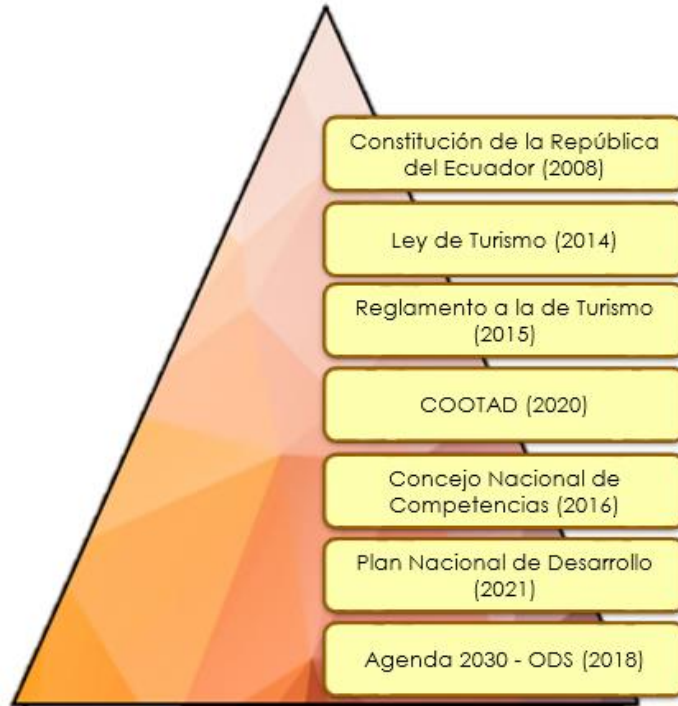 Constitución de la República
del Ecuador (2008)
Ley de Turismo (2014)
Reglamento a la de Turismo
(2015)
COOTAD (2020)
Concejo Nacional de
Competencias (2016)
Plan Nacional de Desarrollo
(2021)
Agenda 2030 - ODS (2018)